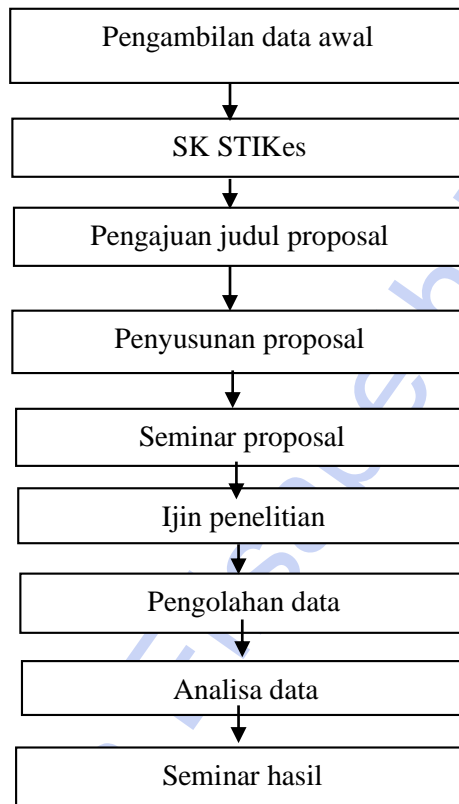 Pengambilan data awal
SK STIKes
Pengajuan judul proposal
Penyusunan proposal
Seminar proposal
Ijin penelitian
Pengolahan data
Analisa data
Seminar hasil